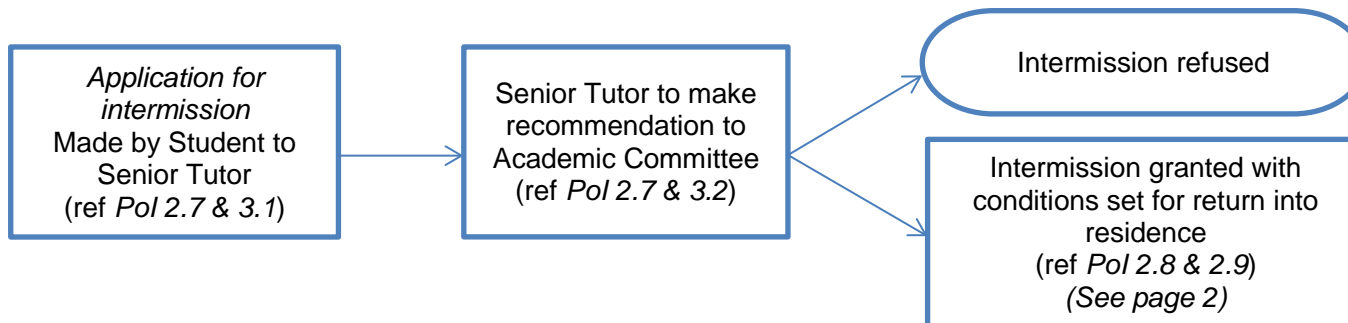 Application for
intermission
Made by Student to
Senior Tutor
(ref PoI 2.7 & 3.1)
Senior Tutor to make
recommendation to
Academic Committee
(ref PoI 2.7 & 3.2)
Intermission refused
Intermission granted with
conditions set for return into
residence
(ref PoI 2.8 & 2.9)
(See page 2)